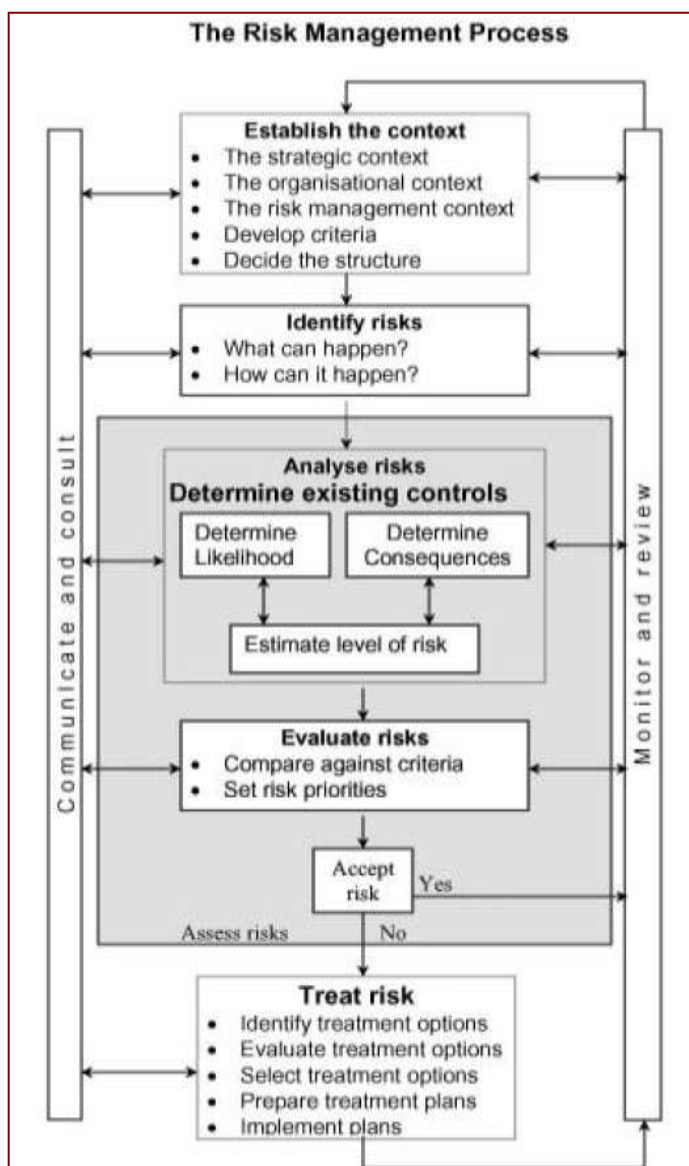 The Risk Management Process
Establish the context
• The strategic context
• The organisational context
• The risk management context
• Develop criteria
• Decide the structure
Identify risks
• What can happen?
• How can it happen?
Analyse risks
Determine existing controls
Determine
Likelihood
Determine
Consequences
Estimate level of risk
Evaluate risks
• Compare against criteria
• Set risk priorities
Accept
risk
Yes
Assess risks
No
Treat risk
• Identify treatment options
• Evaluate treatment options
• Select treatment options
• Prepare treatment plans
• Implement plans
Communicate and consult
Monitor and review